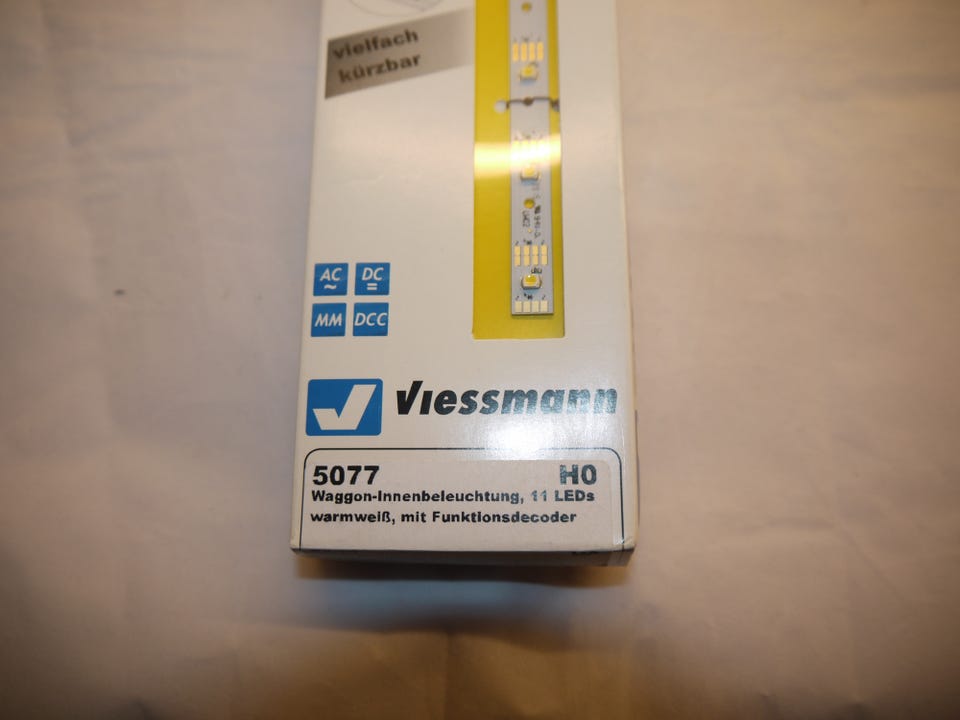 vielfach
kürzbar
AC
~
DC
=
MM
DCC
Viessmann
5077
H0
Waggon-Innenbeleuchtung, 11 LEDs
warmweiß, mit Funktionsdecoder